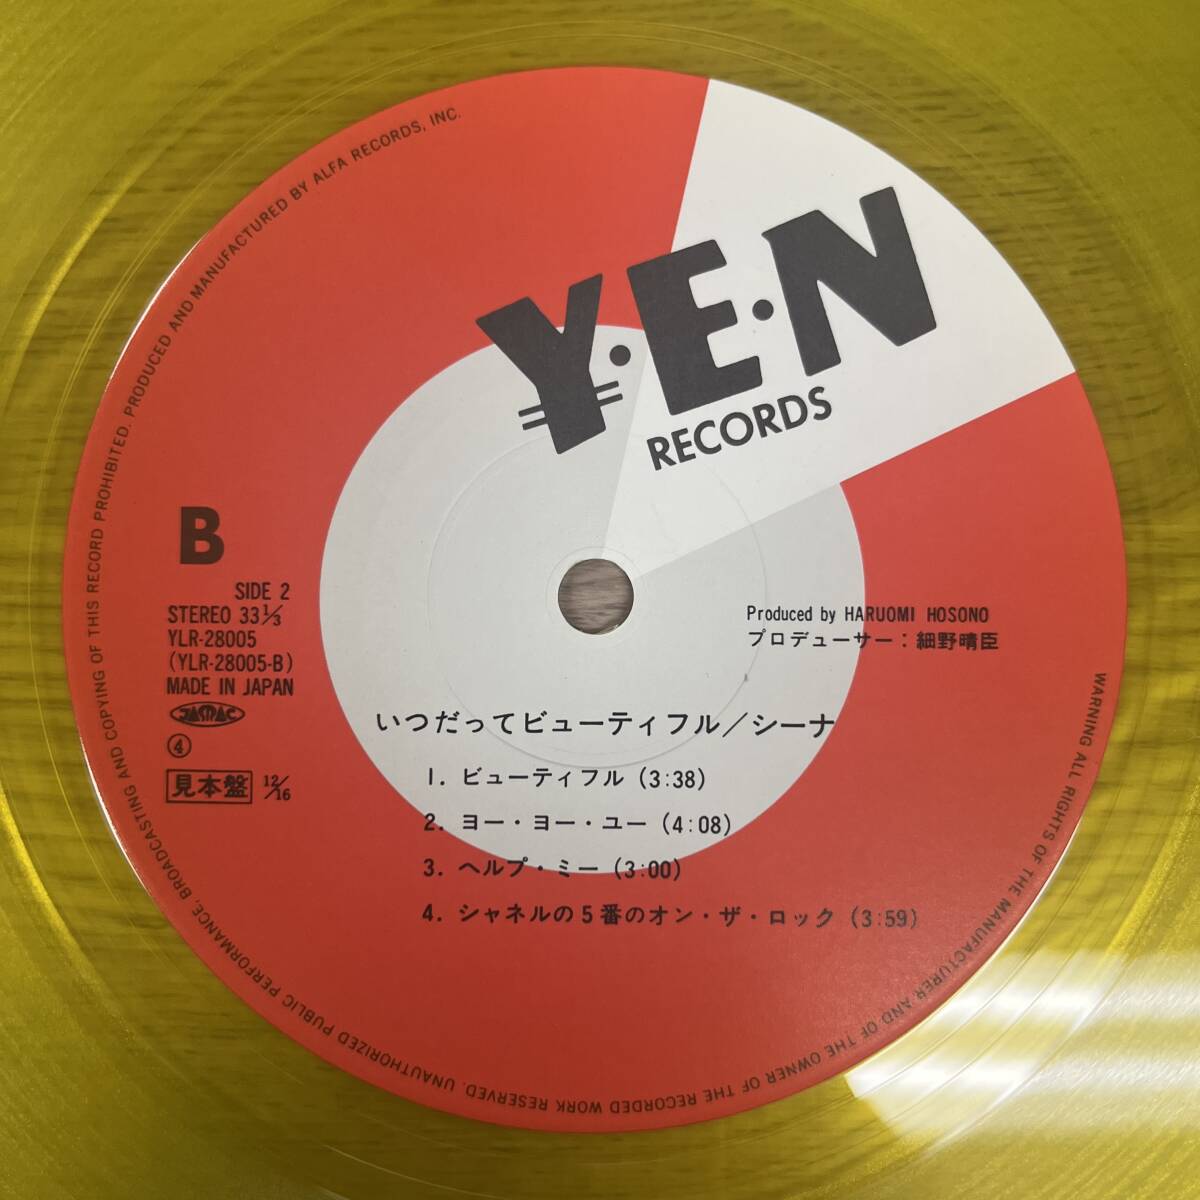 Y·E·N
RECORDS
B
SIDE 2
STEREO 33⅓
YLR-28005
(YLR-28005-B)
MADE IN JAPAN
JASRAC
④
見本盤 12/16
Produced by HARUOMI HOSONO
プロデューサー：細野晴臣
いつだってビューティフル／シーナ
1. ビューティフル (3:38)
2. ヨー・ヨー・ユー (4:08)
3. ヘルプ・ミー (3:00)
4. シャネルの5番のオン・ザ・ロック (3:59)
WARNING ALL RIGHTS OF THE MANUFACTURER AND OF THE OWNER OF THE RECORDED WORK RESERVED. UNAUTHORIZED PUBLIC PERFORMANCE, BROADCASTING AND COPYING OF THIS RECORD PROHIBITED. PRODUCED AND MANUFACTURED BY ALFA RECORDS, INC.